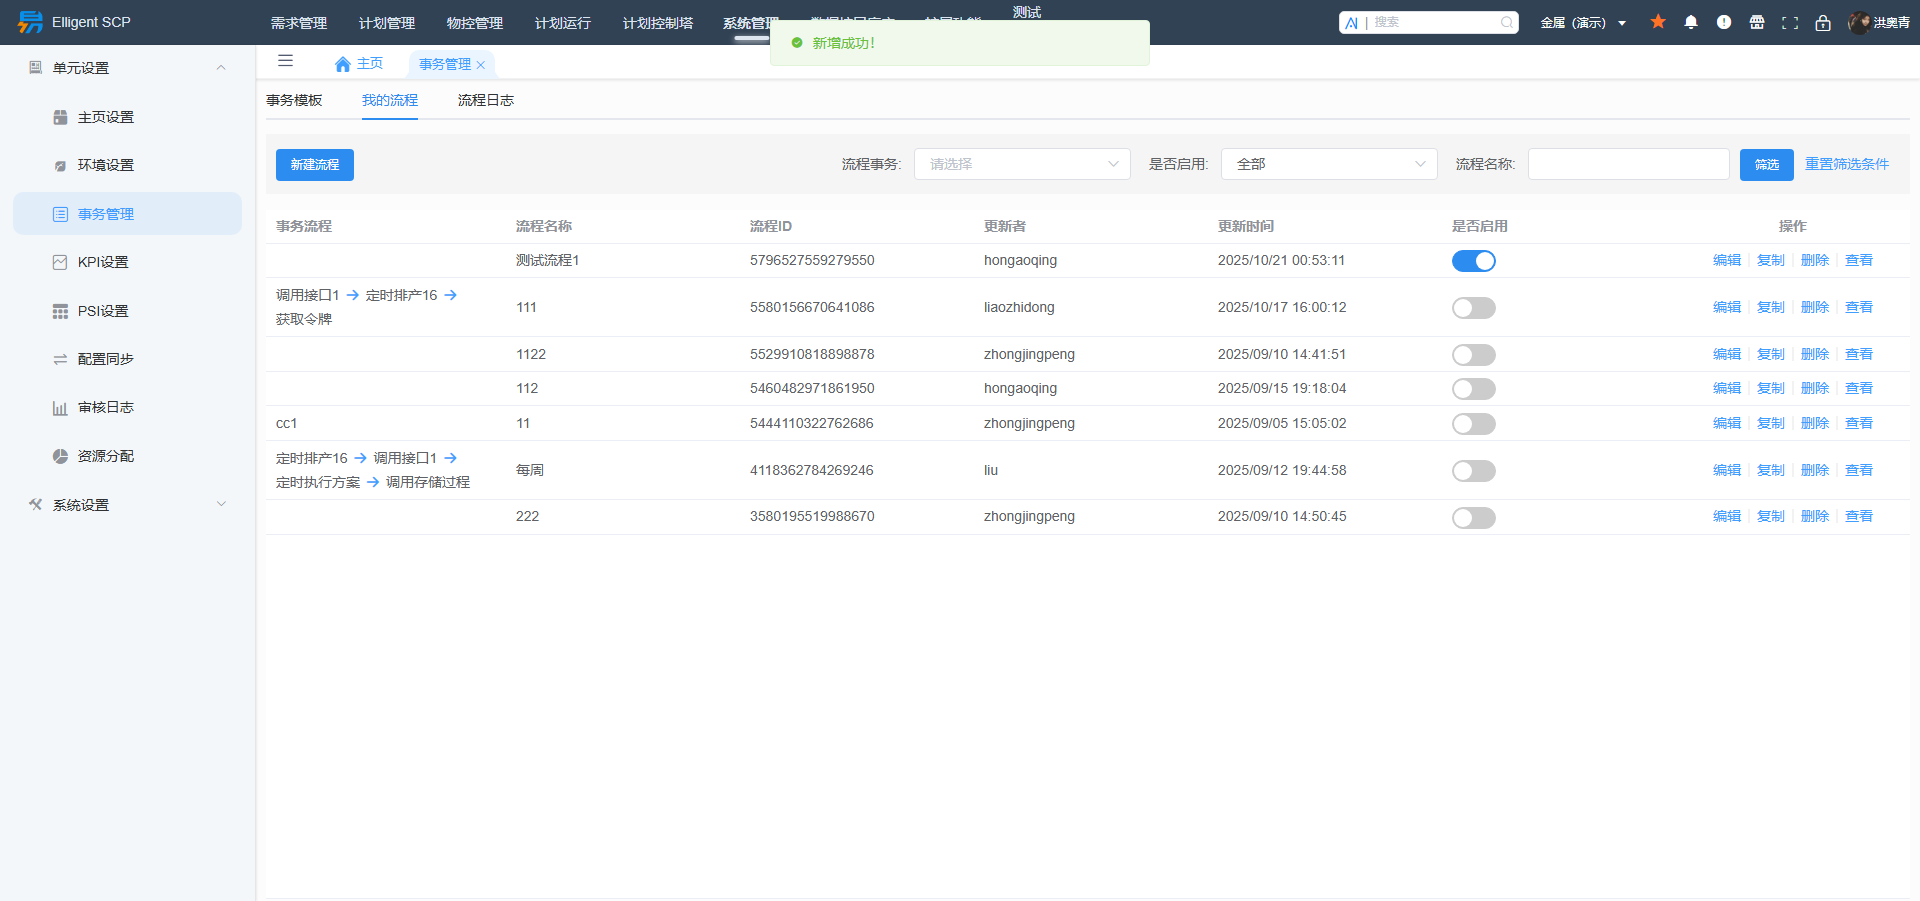 Elligent SCP
需求管理 计划管理 物控管理 计划运行 计划控制塔 系统管理 测试
AI | 搜索
金属（演示）
洪奥青
新增成功!
单元设置
主页设置
环境设置
事务管理
KPI设置
PSI设置
配置同步
审核日志
资源分配
系统设置
主页 事务管理
事务模板 我的流程 流程日志
新建流程 流程事务: 请选择 是否启用: 全部 流程名称: 筛选 重置筛选条件
事务流程 流程名称 流程ID 更新者 更新时间 是否启用 操作
测试流程1 5796527559279550 hongaoqing 2025/10/21 00:53:11 编辑 复制 删除 查看
调用接口1 → 定时排产16 →
获取令牌
111 5580156670641086 liaozhidong 2025/10/17 16:00:12 编辑 复制 删除 查看
1122 5529910818898878 zhongjingpeng 2025/09/10 14:41:51 编辑 复制 删除 查看
112 5460482971861950 hongaoqing 2025/09/15 19:18:04 编辑 复制 删除 查看
cc1 11 5444110322762686 zhongjingpeng 2025/09/05 15:05:02 编辑 复制 删除 查看
定时排产16 → 调用接口1 →
定时执行方案 → 调用存储过程
每周 4118362784269246 liu 2025/09/12 19:44:58 编辑 复制 删除 查看
222 3580195519988670 zhongjingpeng 2025/09/10 14:50:45 编辑 复制 删除 查看